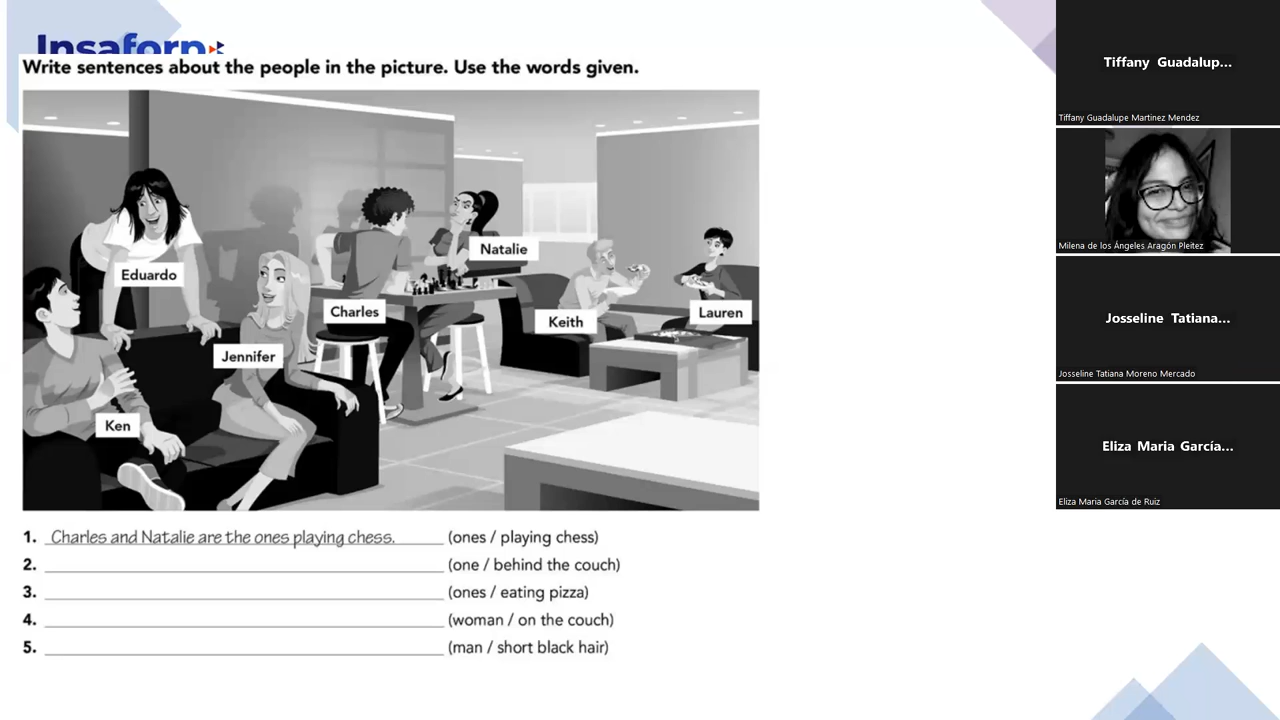 Insaforp
Write sentences about the people in the picture. Use the words given.
Eduardo
Natalie
Charles
Keith
Lauren
Jennifer
Ken
1. Charles and Natalie are the ones playing chess. (ones / playing chess)
2. (one / behind the couch)
3. (ones / eating pizza)
4. (woman / on the couch)
5. (man / short black hair)
Tiffany Guadalup...
Tiffany Guadalupe Martinez Mendez
Milena de los Ángeles Aragón Pleitez
Josseline Tatiana...
Josseline Tatiana Moreno Mercado
Eliza Maria García...
Eliza Maria García de Ruiz